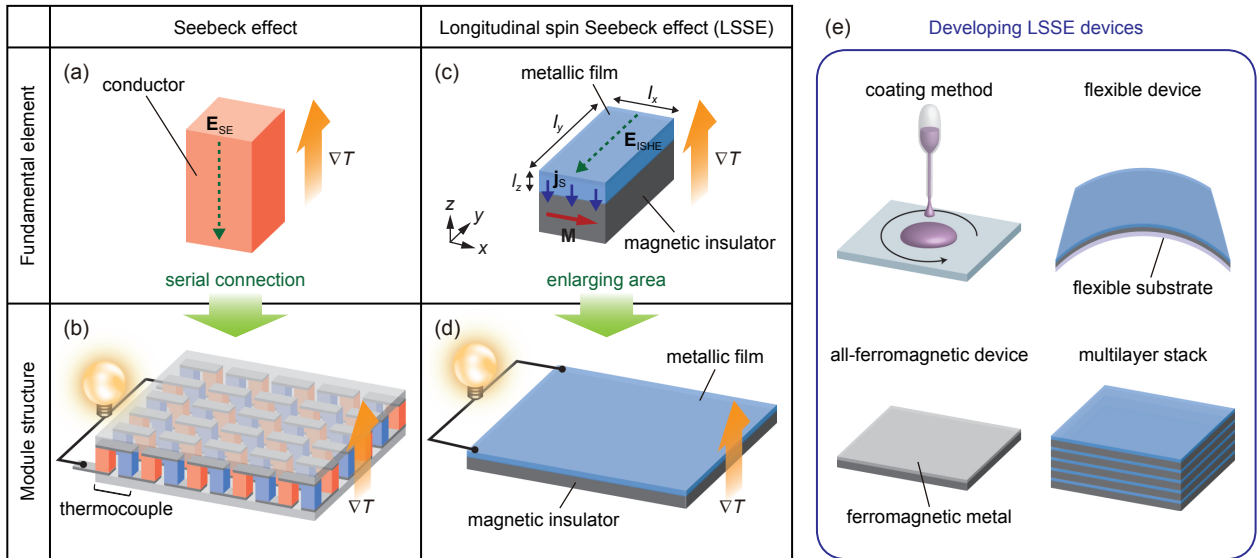 Seebeck effect
Longitudinal spin Seebeck effect (LSSE)
Fundamental element
(a)
conductor
E_SE
∇T
serial connection
(c)
metallic film
l_x
l_y
l_z
E_ISHE
j_S
M
∇T
z
y
x
magnetic insulator
enlarging area
Module structure
(b)
∇T
thermocouple
(d)
metallic film
∇T
magnetic insulator
(e)
Developing LSSE devices
coating method
flexible device
flexible substrate
all-ferromagnetic device
multilayer stack
ferromagnetic metal